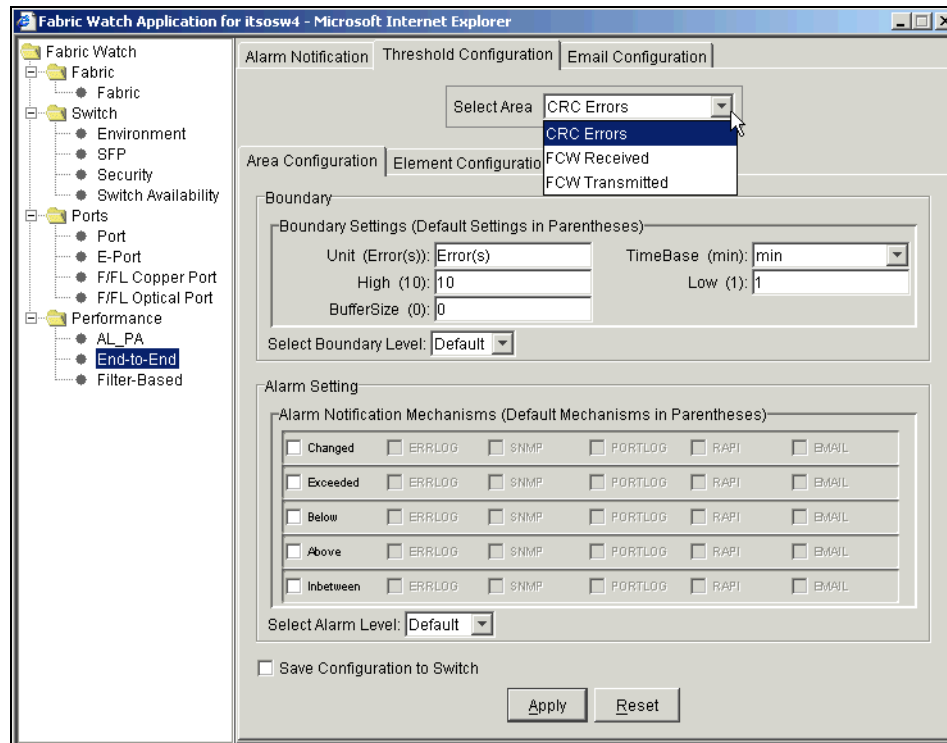 Fabric Watch Application for itsosw4 - Microsoft Internet Explorer
Fabric Watch
Fabric
Fabric
Switch
Environment
SFP
Security
Switch Availability
Ports
Port
E-Port
F/FL Copper Port
F/FL Optical Port
Performance
AL_PA
End-to-End
Filter-Based
Alarm Notification Threshold Configuration Email Configuration
Select Area CRC Errors
CRC Errors
FCW Received
FCW Transmitted
Area Configuration Element Configuratio
Boundary
Boundary Settings (Default Settings in Parentheses)
Unit (Error(s)): Error(s) TimeBase (min): min
High (10): 10 Low (1): 1
BufferSize (0): 0
Select Boundary Level: Default
Alarm Setting
Alarm Notification Mechanisms (Default Mechanisms in Parentheses)
Changed ERRLOG SNMP PORTLOG RAPI EMAIL
Exceeded ERRLOG SNMP PORTLOG RAPI EMAIL
Below ERRLOG SNMP PORTLOG RAPI EMAIL
Above ERRLOG SNMP PORTLOG RAPI EMAIL
Inbetween ERRLOG SNMP PORTLOG RAPI EMAIL
Select Alarm Level: Default
Save Configuration to Switch
Apply Reset